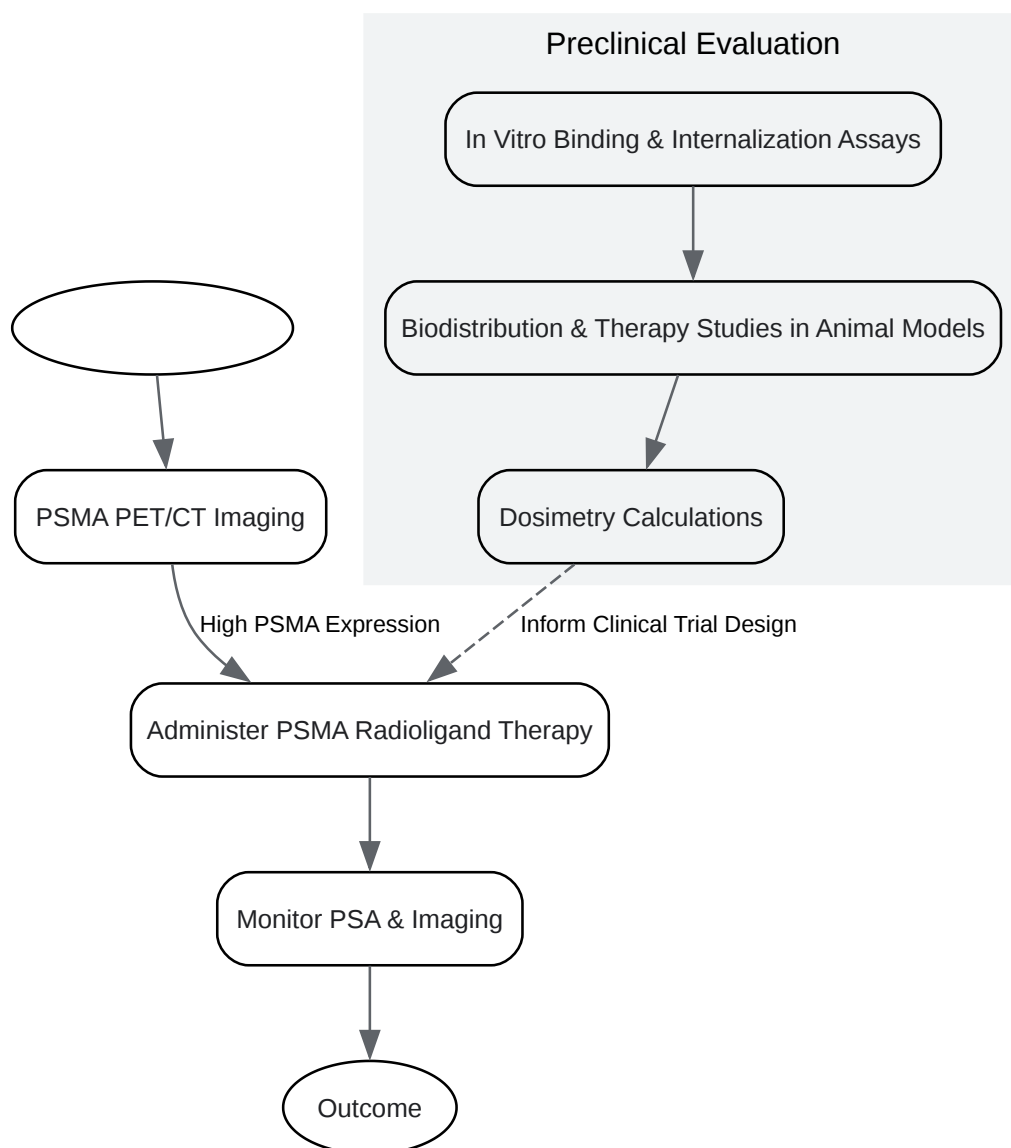 Preclinical Evaluation
In Vitro Binding & Internalization Assays
Biodistribution & Therapy Studies in Animal Models
PSMA PET/CT Imaging
Dosimetry Calculations
High PSMA Expression
Inform Clinical Trial Design
Administer PSMA Radioligand Therapy
Monitor PSA & Imaging
Outcome